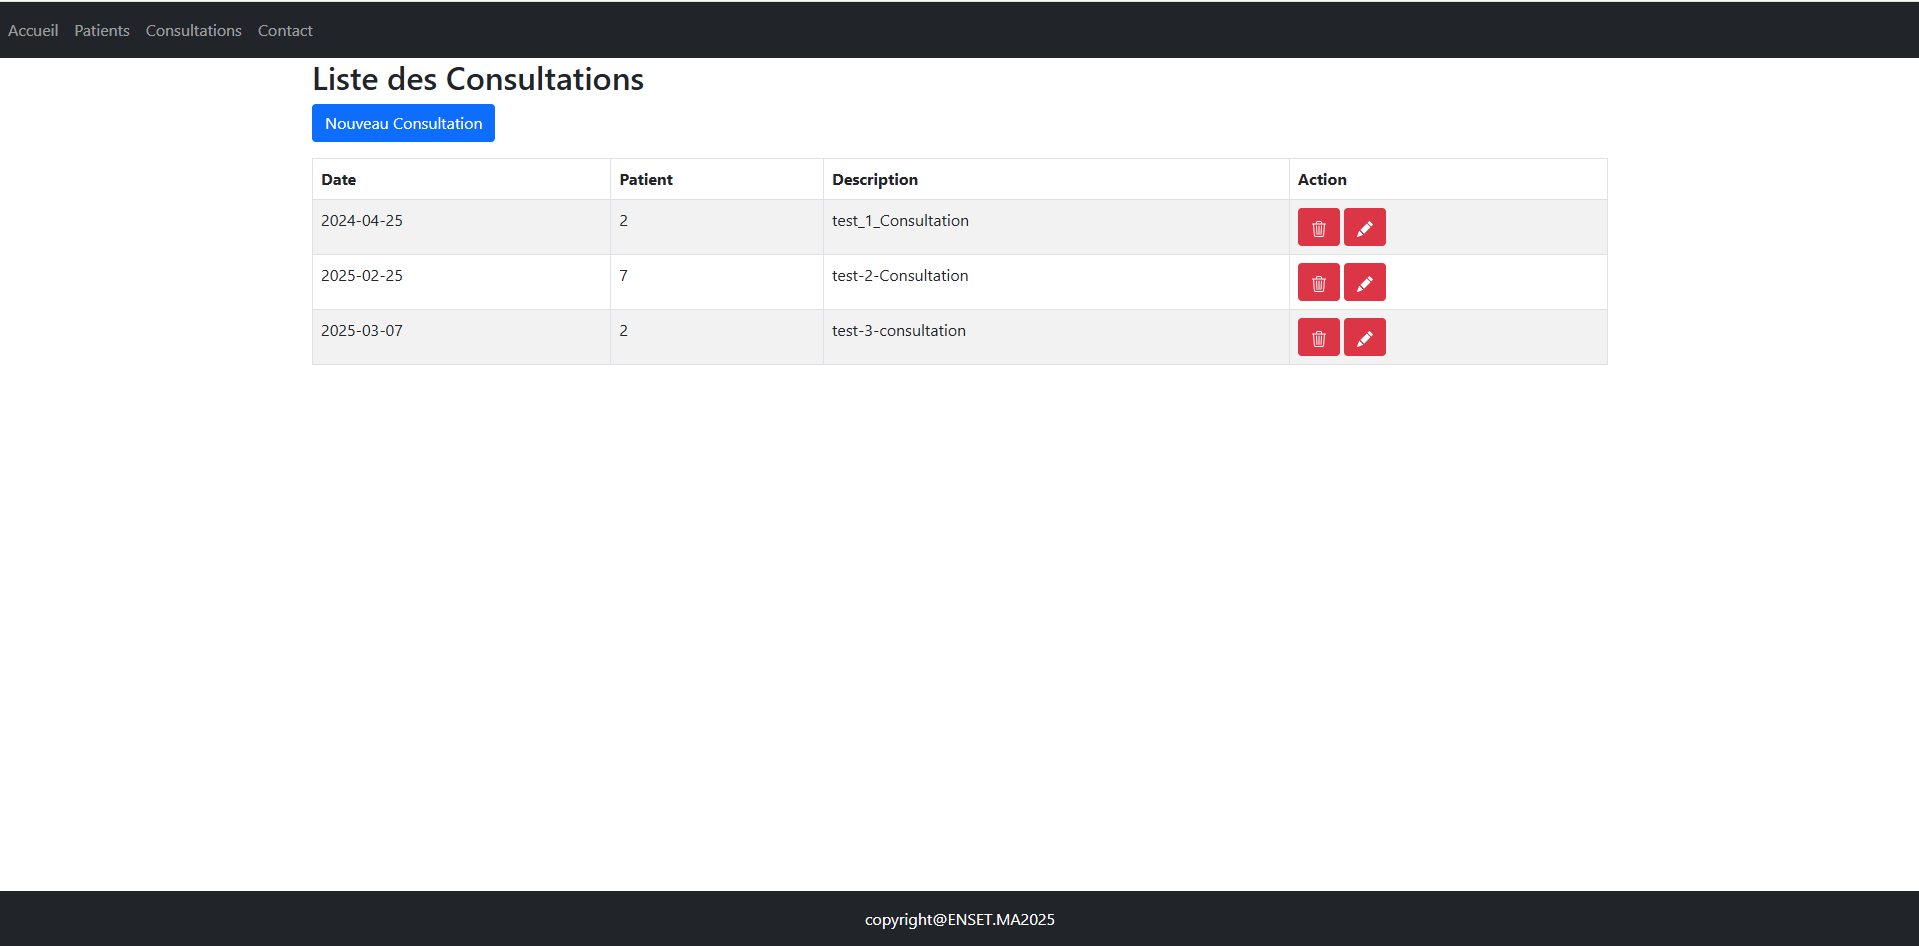 Accueil Patients Consultations Contact
Liste des Consultations
Nouveau Consultation
Date Patient Description Action
2024-04-25 2 test_1_Consultation
2025-02-25 7 test-2-Consultation
2025-03-07 2 test-3-consultation
copyright@ENSET.MA2025